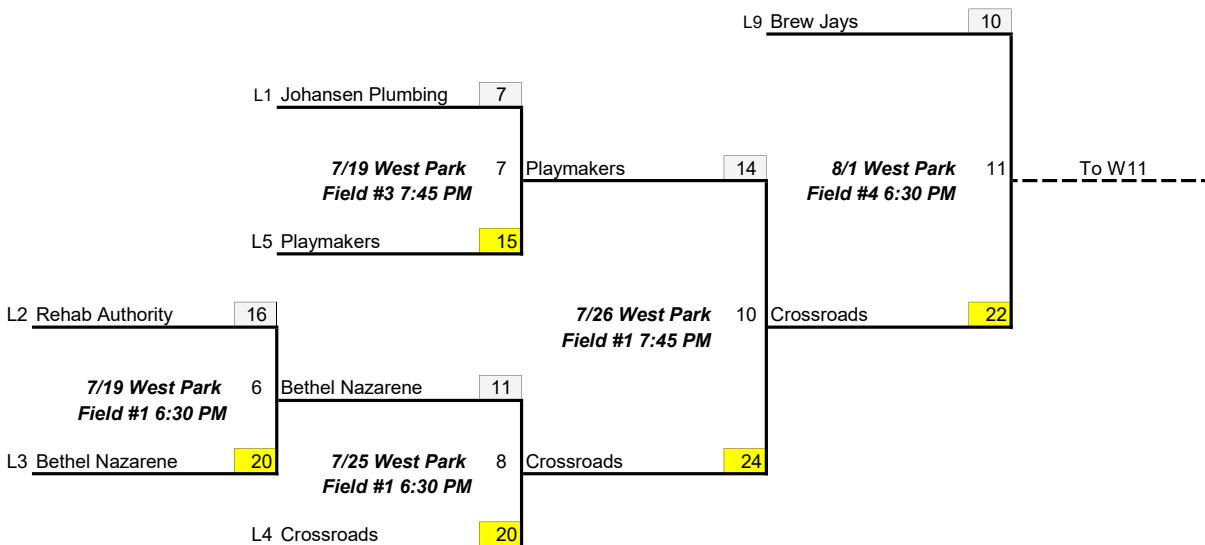 L9 Brew Jays 10
L1 Johansen Plumbing 7
7/19 West Park 7 Playmakers 14 8/1 West Park 11 To W11
Field #3 7:45 PM Field #4 6:30 PM
L5 Playmakers 15
L2 Rehab Authority 16 7/26 West Park 10 Crossroads 22
Field #1 7:45 PM
7/19 West Park 6 Bethel Nazarene 11
Field #1 6:30 PM
L3 Bethel Nazarene 20 7/25 West Park 8 Crossroads 24
Field #1 6:30 PM
L4 Crossroads 20